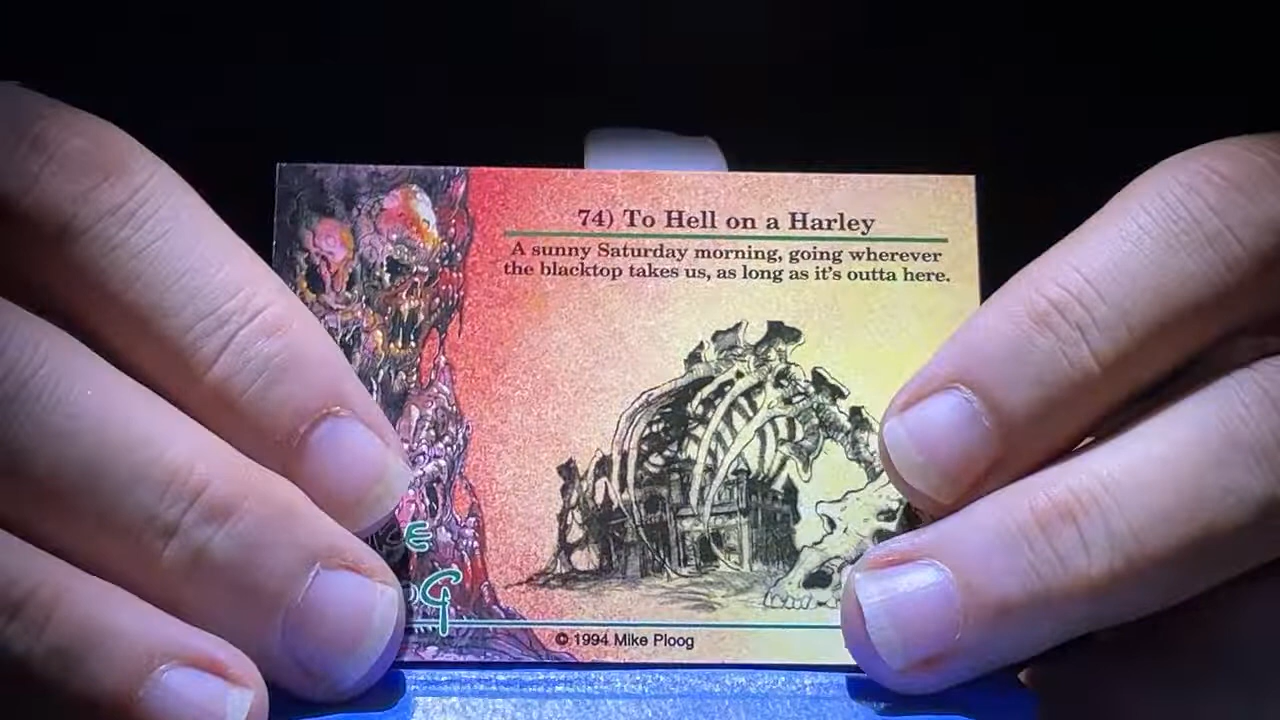 74) To Hell on a Harley
A sunny Saturday morning, going wherever
the blacktop takes us, as long as it's outta here.
© 1994 Mike Ploog